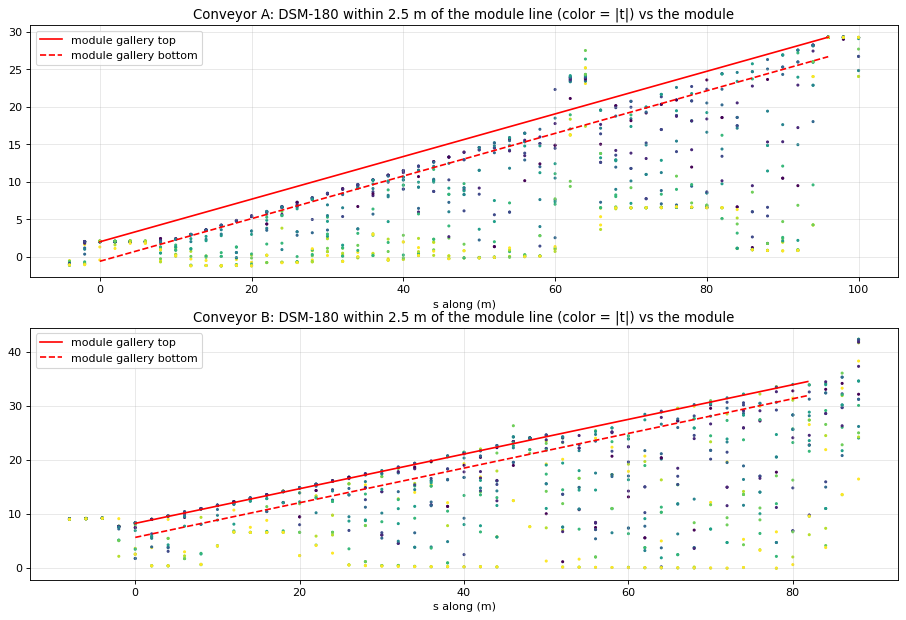 Conveyor A: DSM-180 within 2.5 m of the module line (color = |t|) vs the module
module gallery top
module gallery bottom
30
25
20
15
10
5
0
0
20
40
60
80
100
s along (m)
Conveyor B: DSM-180 within 2.5 m of the module line (color = |t|) vs the module
module gallery top
module gallery bottom
40
30
20
10
0
0
20
40
60
80
s along (m)